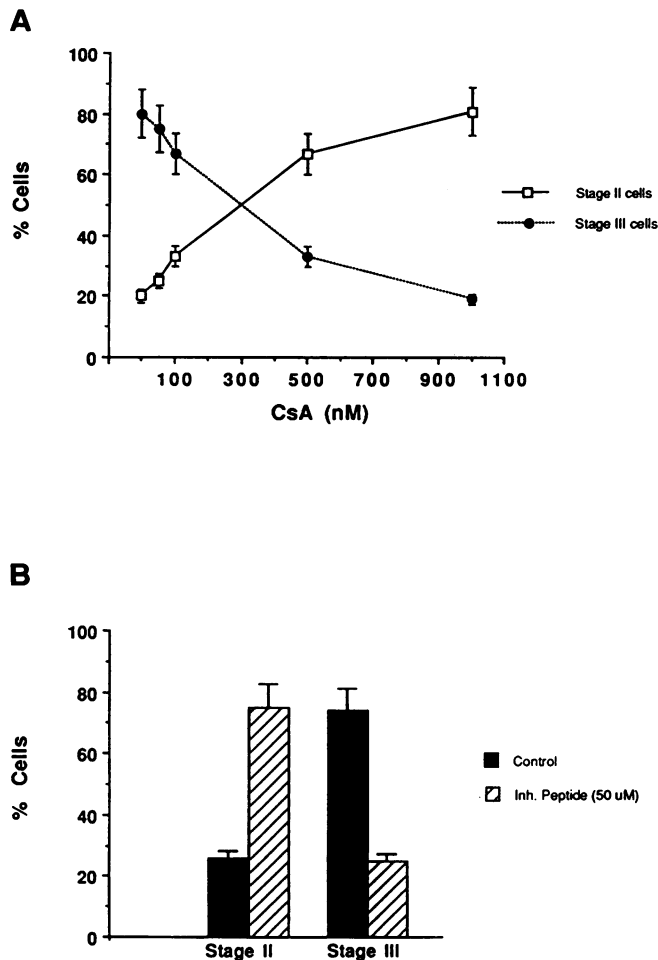 A
100
80
60
40
20
0
% Cells
100 300 500 700 900 1100
CsA (nM)
Stage II cells
Stage III cells
B
100
80
60
40
20
0
% Cells
Stage II Stage III
Control
Inh. Peptide (50 uM)